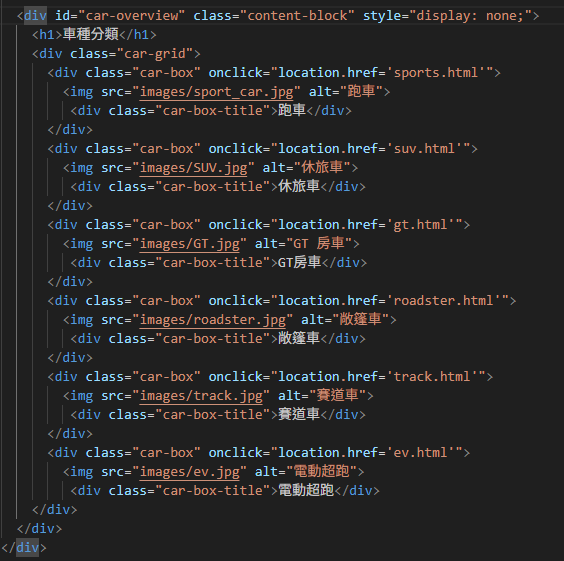 <div id="car-overview" class="content-block" style="display: none;">
<h1>車種分類</h1>
<div class="car-grid">
<div class="car-box" onclick="location.href='sports.html'">
<img src="images/sport_car.jpg" alt="跑車">
<div class="car-box-title">跑車</div>
</div>
<div class="car-box" onclick="location.href='suv.html'">
<img src="images/SUV.jpg" alt="休旅車">
<div class="car-box-title">休旅車</div>
</div>
<div class="car-box" onclick="location.href='gt.html'">
<img src="images/GT.jpg" alt="GT 房車">
<div class="car-box-title">GT房車</div>
</div>
<div class="car-box" onclick="location.href='roadster.html'">
<img src="images/roadster.jpg" alt="敞篷車">
<div class="car-box-title">敞篷車</div>
</div>
<div class="car-box" onclick="location.href='track.html'">
<img src="images/track.jpg" alt="賽道車">
<div class="car-box-title">賽道車</div>
</div>
<div class="car-box" onclick="location.href='ev.html'">
<img src="images/ev.jpg" alt="電動超跑">
<div class="car-box-title">電動超跑</div>
</div>
</div>
</div>